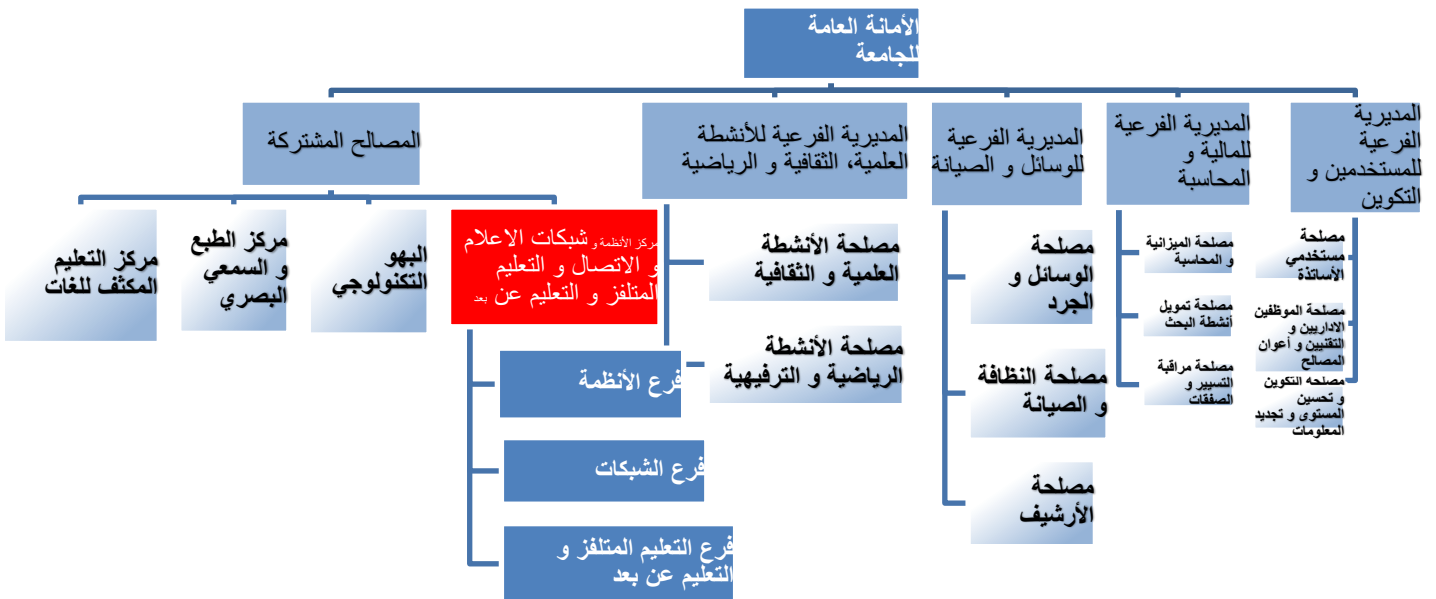 الأمانة العامة
للجامعة
المديرية
الفرعية
للمستخدمين و
التكوين
المديرية الفرعية
للمالية و
المحاسبة
المديرية الفرعية
للوسائل و الصيانة
المديرية الفرعية للأنشطة
العلمية، الثقافية و الرياضية
المصالح المشتركة
مصلحة
مستخدمي
الأساتذة
مصلحة الموظفين
الاداريين و
التقنيين و أعوان
المصالح
مصلحه التكوين
و تحسين
المستوى و تجديد
المعلومات
مصلحة الميزانية
و المحاسبة
مصلحة تمويل
أنشطة البحث
مصلحة مراقبة
التسيير و
الصفقات
مصلحة
الوسائل و
الجرد
مصلحة النظافة
و الصيانة
مصلحة
الأرشيف
مصلحة الأنشطة
العلمية و الثقافية
مصلحة الأنشطة
الرياضية و الترفيهية
مركز الأنظمة و شبكات الاعلام
و الاتصال و التعليم
المتلفز و التعليم عن بعد
البهو
التكنولوجي
مركز الطبع
و السمعي
البصري
مركز التعليم
المكثف للغات
فرع الأنظمة
فرع الشبكات
فرع التعليم المتلفز و
التعليم عن بعد